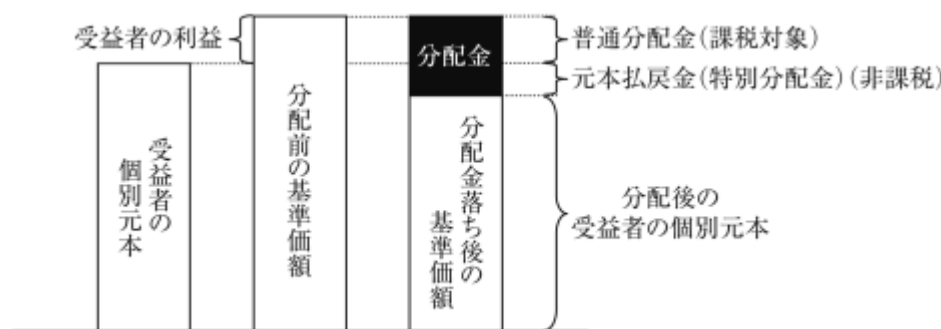 受益者の利益
受益者の
個別元本
分配前の基準価額
分配金
分配金落ち後の
基準価額
普通分配金(課税対象)
元本払戻金(特別分配金)(非課税)
分配後の
受益者の個別元本